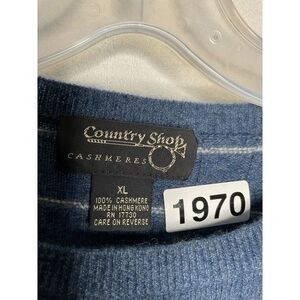 Country Shop
CASHMERES
XL
100% CASHMERE
MADE IN HONG KONG
RN 17730
CARE ON REVERSE
1970